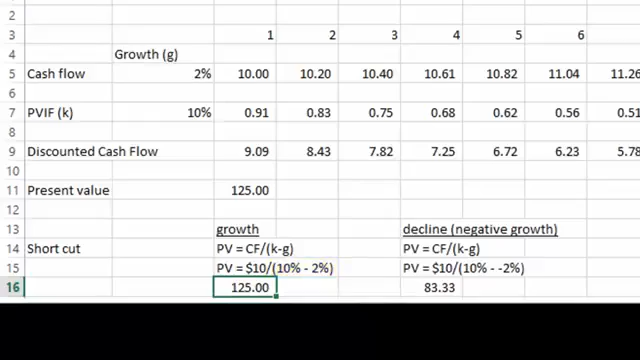 2
3 1 2 3 4 5 6
4 Growth (g)
5 Cash flow 2% 10.00 10.20 10.40 10.61 10.82 11.04 11.26
6
7 PVIF (k) 10% 0.91 0.83 0.75 0.68 0.62 0.56 0.51
8
9 Discounted Cash Flow 9.09 8.43 7.82 7.25 6.72 6.23 5.78
10
11 Present value 125.00
12
13 growth decline (negative growth)
14 Short cut PV = CF/(k-g) PV = CF/(k-g)
15 PV = $10/(10% - 2%) PV = $10/(10% - -2%)
16 125.00 83.33